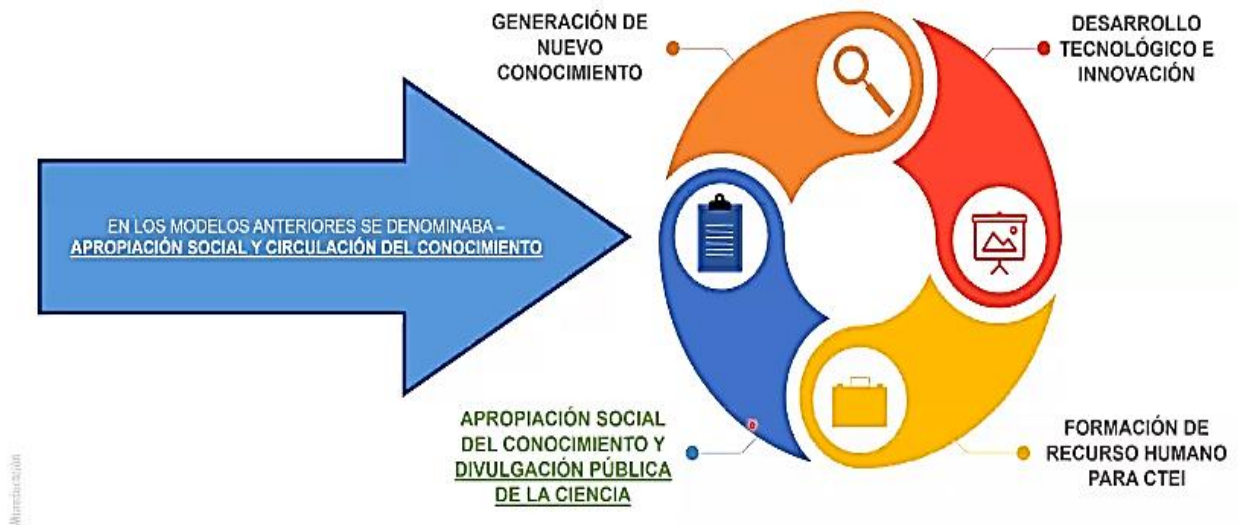 GENERACIÓN DE
NUEVO
CONOCIMIENTO
DESARROLLO
TECNOLÓGICO E
INNOVACIÓN
EN LOS MODELOS ANTERIORES SE DENOMINABA –
APROPIACIÓN SOCIAL Y CIRCULACIÓN DEL CONOCIMIENTO
APROPIACIÓN SOCIAL
DEL CONOCIMIENTO Y
DIVULGACIÓN PÚBLICA
DE LA CIENCIA
FORMACIÓN DE
RECURSO HUMANO
PARA CTEI